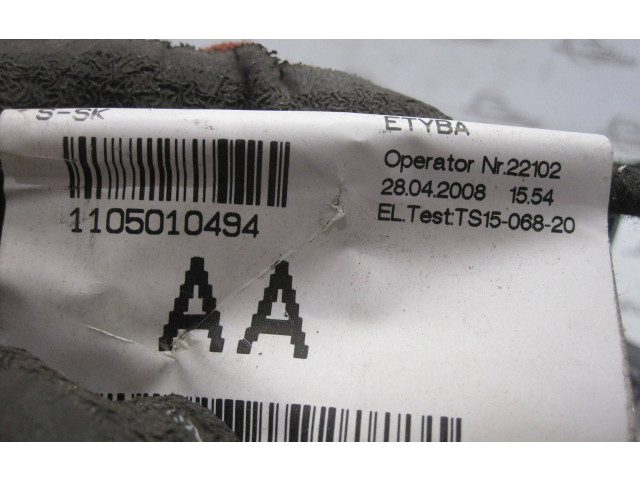 S-SK
ETYBA
Operator Nr.22102
28.04.2008 15.54
EL.Test:TS15-068-20
1105010494
AA